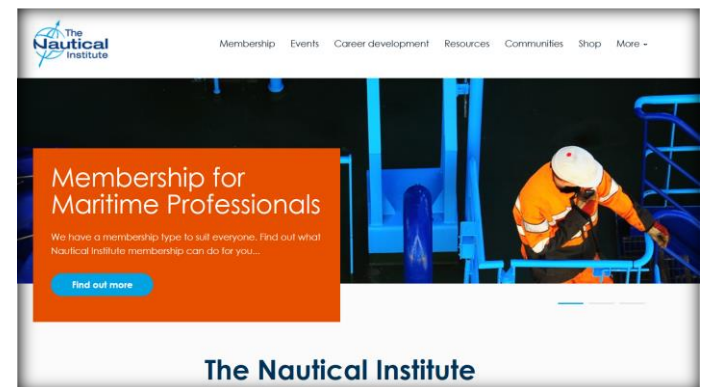 The
Nautical
Institute
Membership Events Career development Resources Communities Shop More
Membership for
Maritime Professionals
We have a membership type to suit everyone. Find out what
Nautical Institute membership can do for you...
Find out more
The Nautical Institute